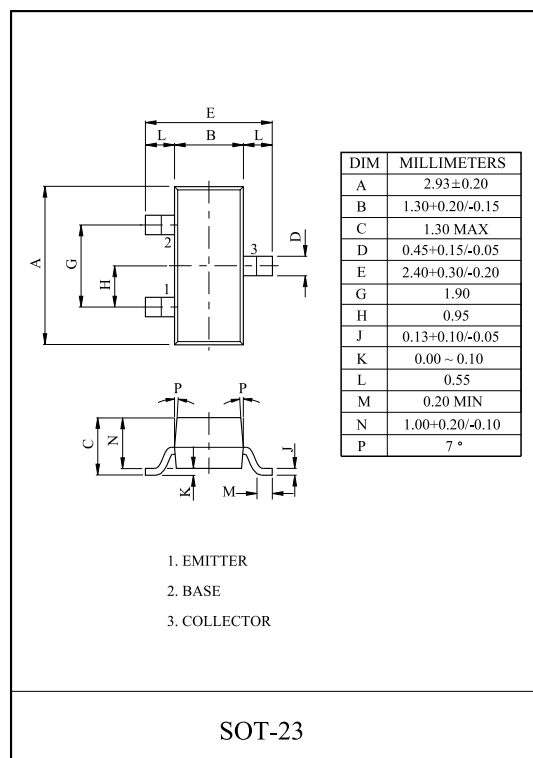 E
L B L
A
G
H
2
1
3
D
DIM MILLIMETERS
A 2.93±0.20
B 1.30+0.20/-0.15
C 1.30 MAX
D 0.45+0.15/-0.05
E 2.40+0.30/-0.20
G 1.90
H 0.95
J 0.13+0.10/-0.05
K 0.00 ~ 0.10
L 0.55
M 0.20 MIN
N 1.00+0.20/-0.10
P 7 °
P P
C
N
K
M
J
1. EMITTER
2. BASE
3. COLLECTOR
SOT-23